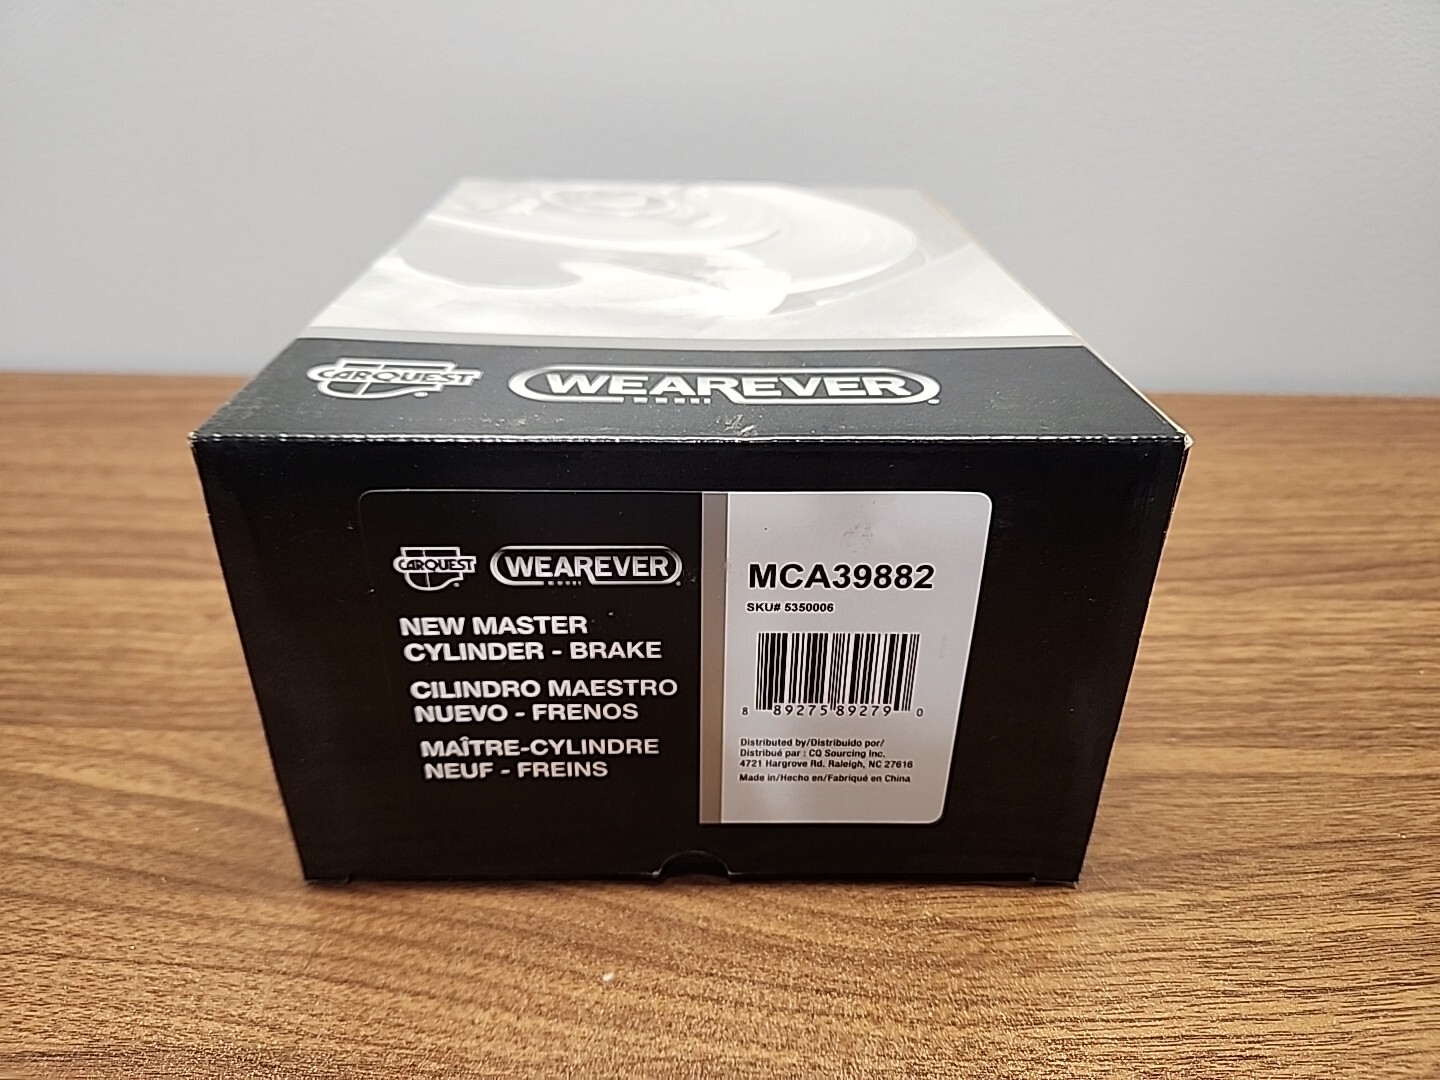 CARQUEST WEAREVER
CARQUEST WEAREVER
NEW MASTER
CYLINDER - BRAKE
CILINDRO MAESTRO
NUEVO - FRENOS
MAÎTRE-CYLINDRE
NEUF - FREINS
MCA39882
SKU# 5350006
8 89275 89279 0
Distributed by/Distribuido por/
Distribué par : CQ Sourcing Inc.
4721 Hargrove Rd. Raleigh, NC 27616
Made in/Hecho en/Fabriqué en China